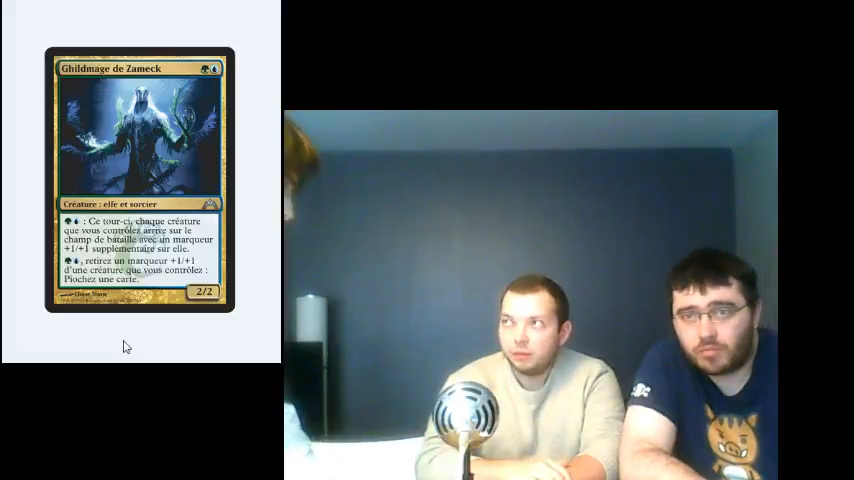 Ghildmage de Zameck
Créature : elfe et sorcier
: Ce tour-ci, chaque créature
que vous contrôlez arrive sur le
champ de bataille avec un marqueur
+1/+1 supplémentaire sur elle.
, retirez un marqueur +1/+1
d'une créature que vous contrôlez :
Piochez une carte.
2/2